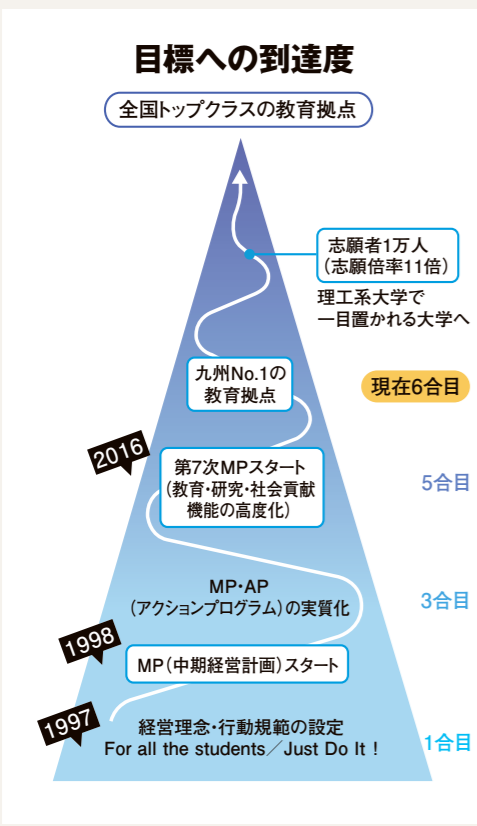 目標への到達度
全国トップクラスの教育拠点
志願者1万人
（志願倍率11倍）
理工系大学で
一目置かれる大学へ
九州No.1の
教育拠点
現在6合目
2016
第7次MPスタート
（教育・研究・社会貢献
機能の高度化）
5合目
MP・AP
（アクションプログラム）の実質化
3合目
1998
MP（中期経営計画）スタート
1997
経営理念・行動規範の設定
For all the students／Just Do It！
1合目